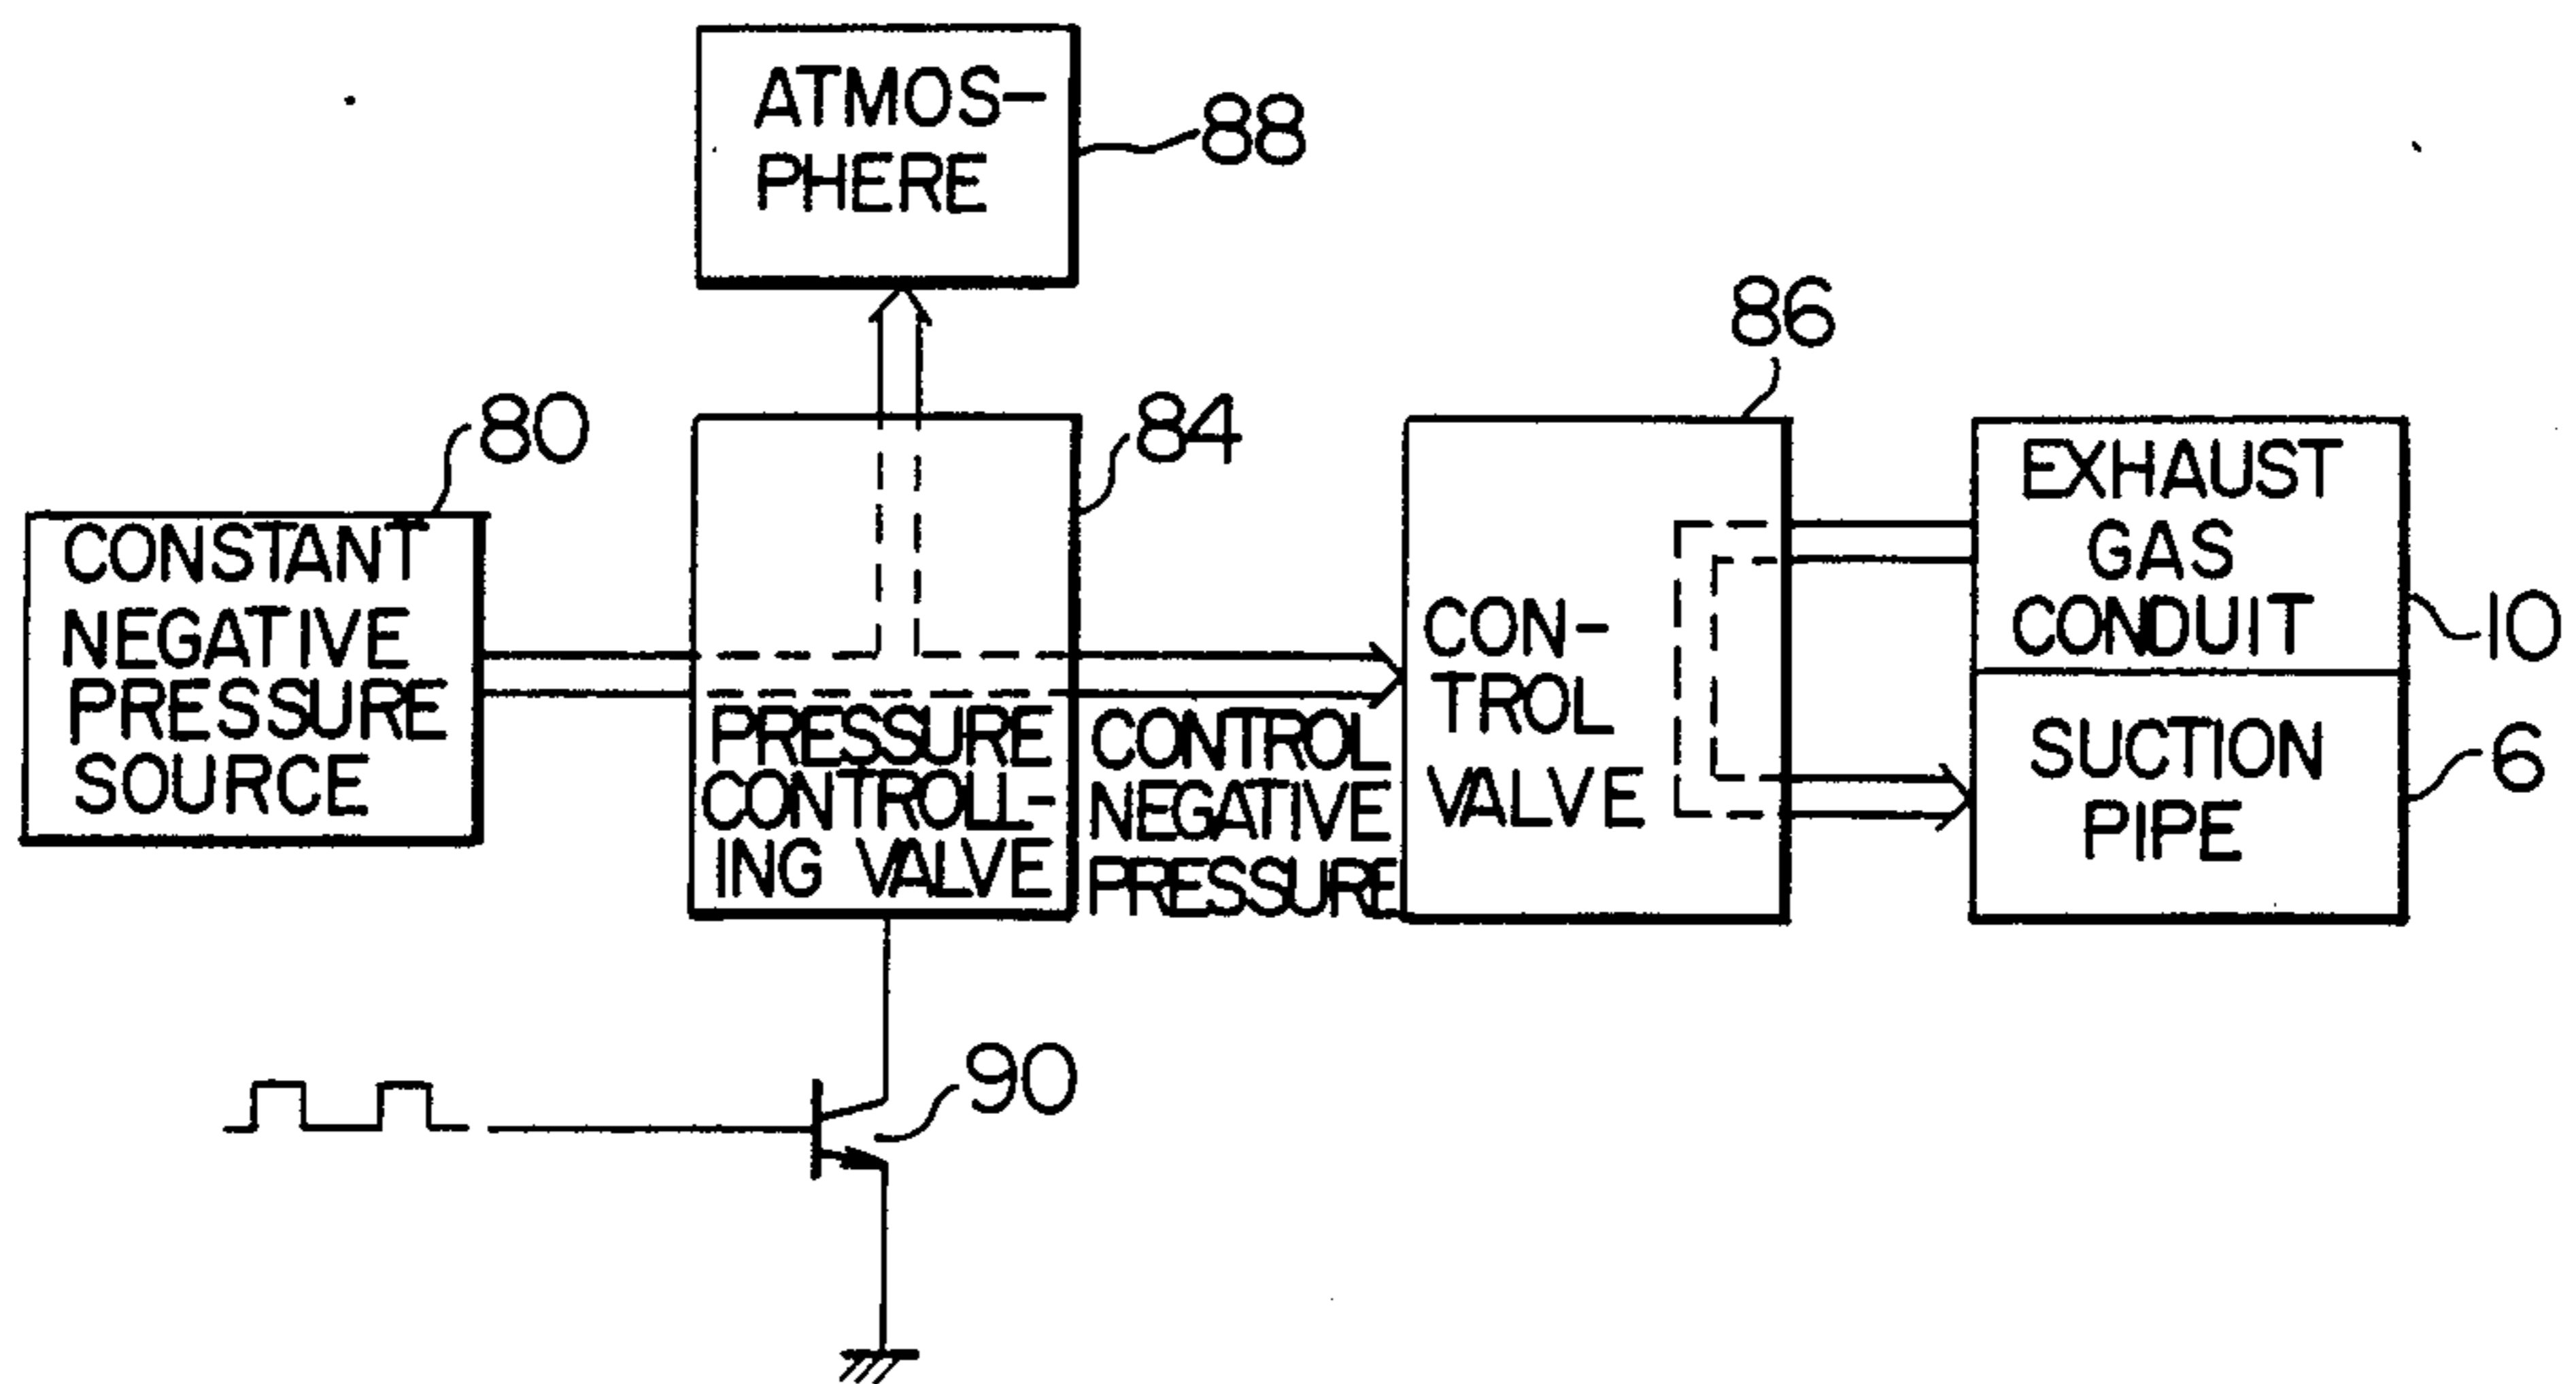 ATMOS-
PHERE
88
86
80
84
CONSTANT
NEGATIVE
PRESSURE
SOURCE
PRESSURE
CONTROLL-
ING VALVE
CONTROL
NEGATIVE
PRESSURE
CON-
TROL
VALVE
EXHAUST
GAS
CONDUIT
10
SUCTION
PIPE
6
90